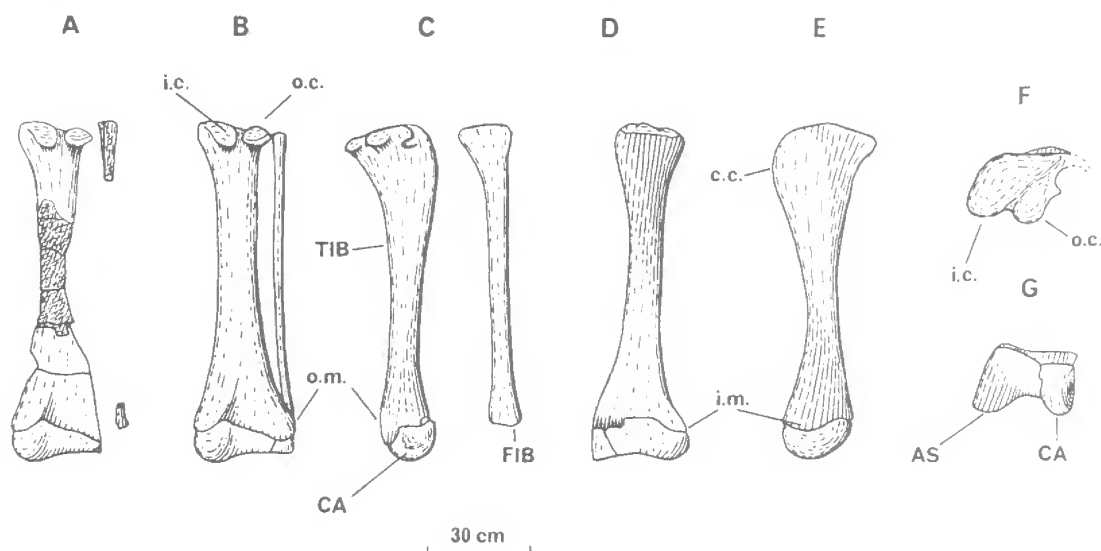 A
B
C
D
E
i.c.
o.c.
F
c.c.
TIB
i.c.
o.c.
G
o.m.
i.m.
FIB
AS
CA
CA
30 cm